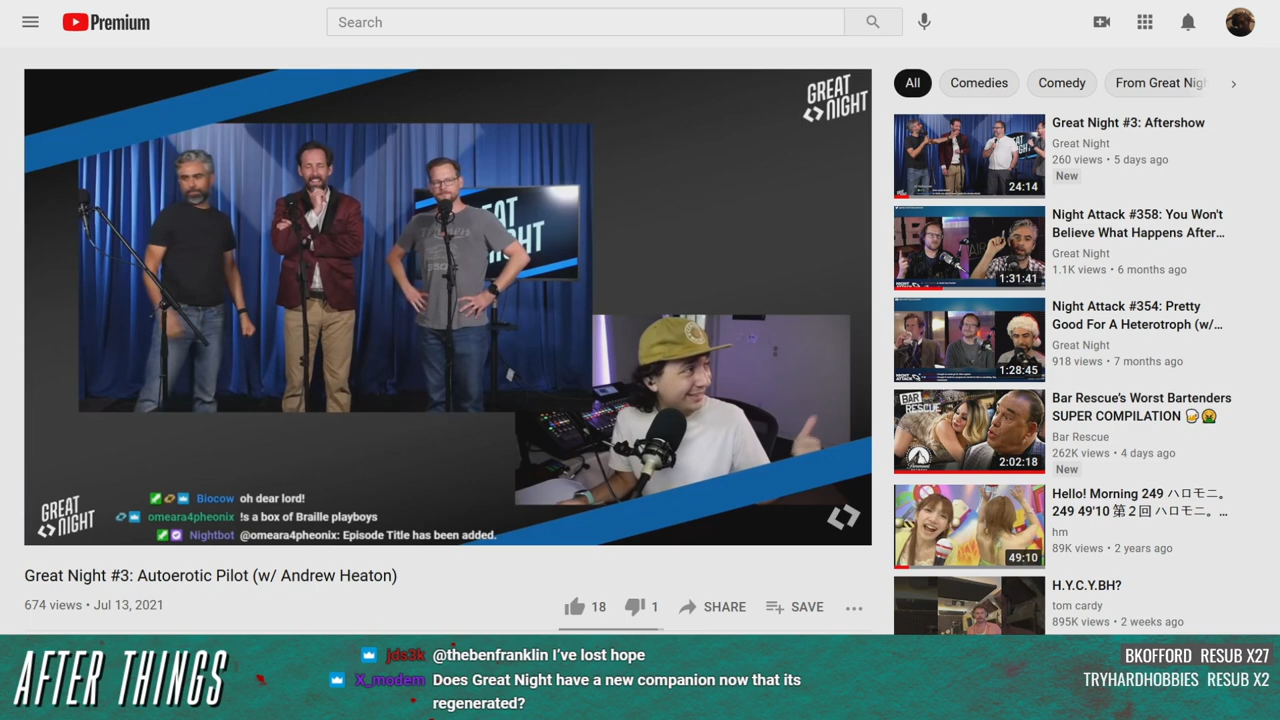 Premium
Search
GREAT
NIGHT
GREAT
NIGHT
Biocow oh dear lord!
omeara4pheonix !s a box of Braille playboys
Nightbot @omeara4pheonix: Episode Title has been added.
Great Night #3: Autoerotic Pilot (w/ Andrew Heaton)
674 views • Jul 13, 2021
18
1
SHARE
SAVE
All
Comedies
Comedy
From Great Nigh
24:14
Great Night #3: Aftershow
Great Night
260 views • 5 days ago
New
1:31:41
Night Attack #358: You Won't
Believe What Happens After...
Great Night
1.1K views • 6 months ago
1:28:45
Night Attack #354: Pretty
Good For A Heterotroph (w/...
Great Night
918 views • 7 months ago
BAR
RESCUE
2:02:18
Bar Rescue's Worst Bartenders
SUPER COMPILATION 🍺🤮
Bar Rescue
262K views • 4 days ago
New
49:10
Hello! Morning 249 ハロモニ。
249 49'10 第２回 ハロモニ。...
hm
89K views • 2 years ago
H.Y.C.Y.BH?
tom cardy
895K views • 2 weeks ago
AFTER THINGS
jds3k @thebenfranklin I've lost hope
X_modem Does Great Night have a new companion now that its
regenerated?
BKOFFORD RESUB X27
TRYHARDHOBBIES RESUB X2